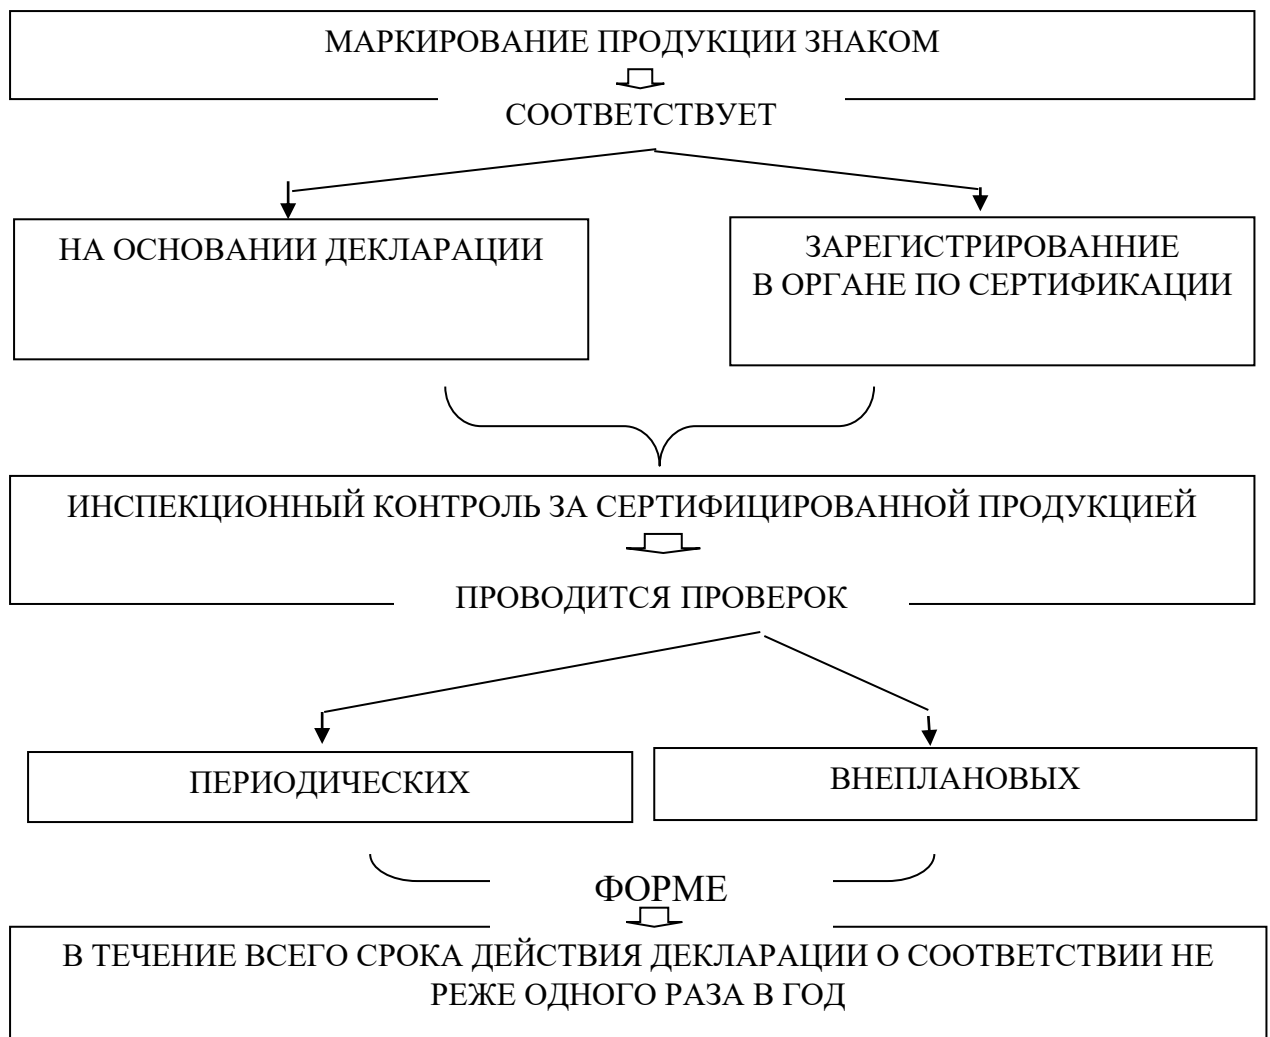 МАРКИРОВАНИЕ ПРОДУКЦИИ ЗНАКОМ
СООТВЕТСТВУЕТ
НА ОСНОВАНИИ ДЕКЛАРАЦИИ
ЗАРЕГИСТРИРОВАННИЕ
В ОРГАНЕ ПО СЕРТИФИКАЦИИ
ИНСПЕКЦИОННЫЙ КОНТРОЛЬ ЗА СЕРТИФИЦИРОВАННОЙ ПРОДУКЦИЕЙ
ПРОВОДИТСЯ ПРОВЕРОК
ПЕРИОДИЧЕСКИХ
ВНЕПЛАНОВЫХ
ФОРМЕ
В ТЕЧЕНИЕ ВСЕГО СРОКА ДЕЙСТВИЯ ДЕКЛАРАЦИИ О СООТВЕТСТВИИ НЕ
РЕЖЕ ОДНОГО РАЗА В ГОД